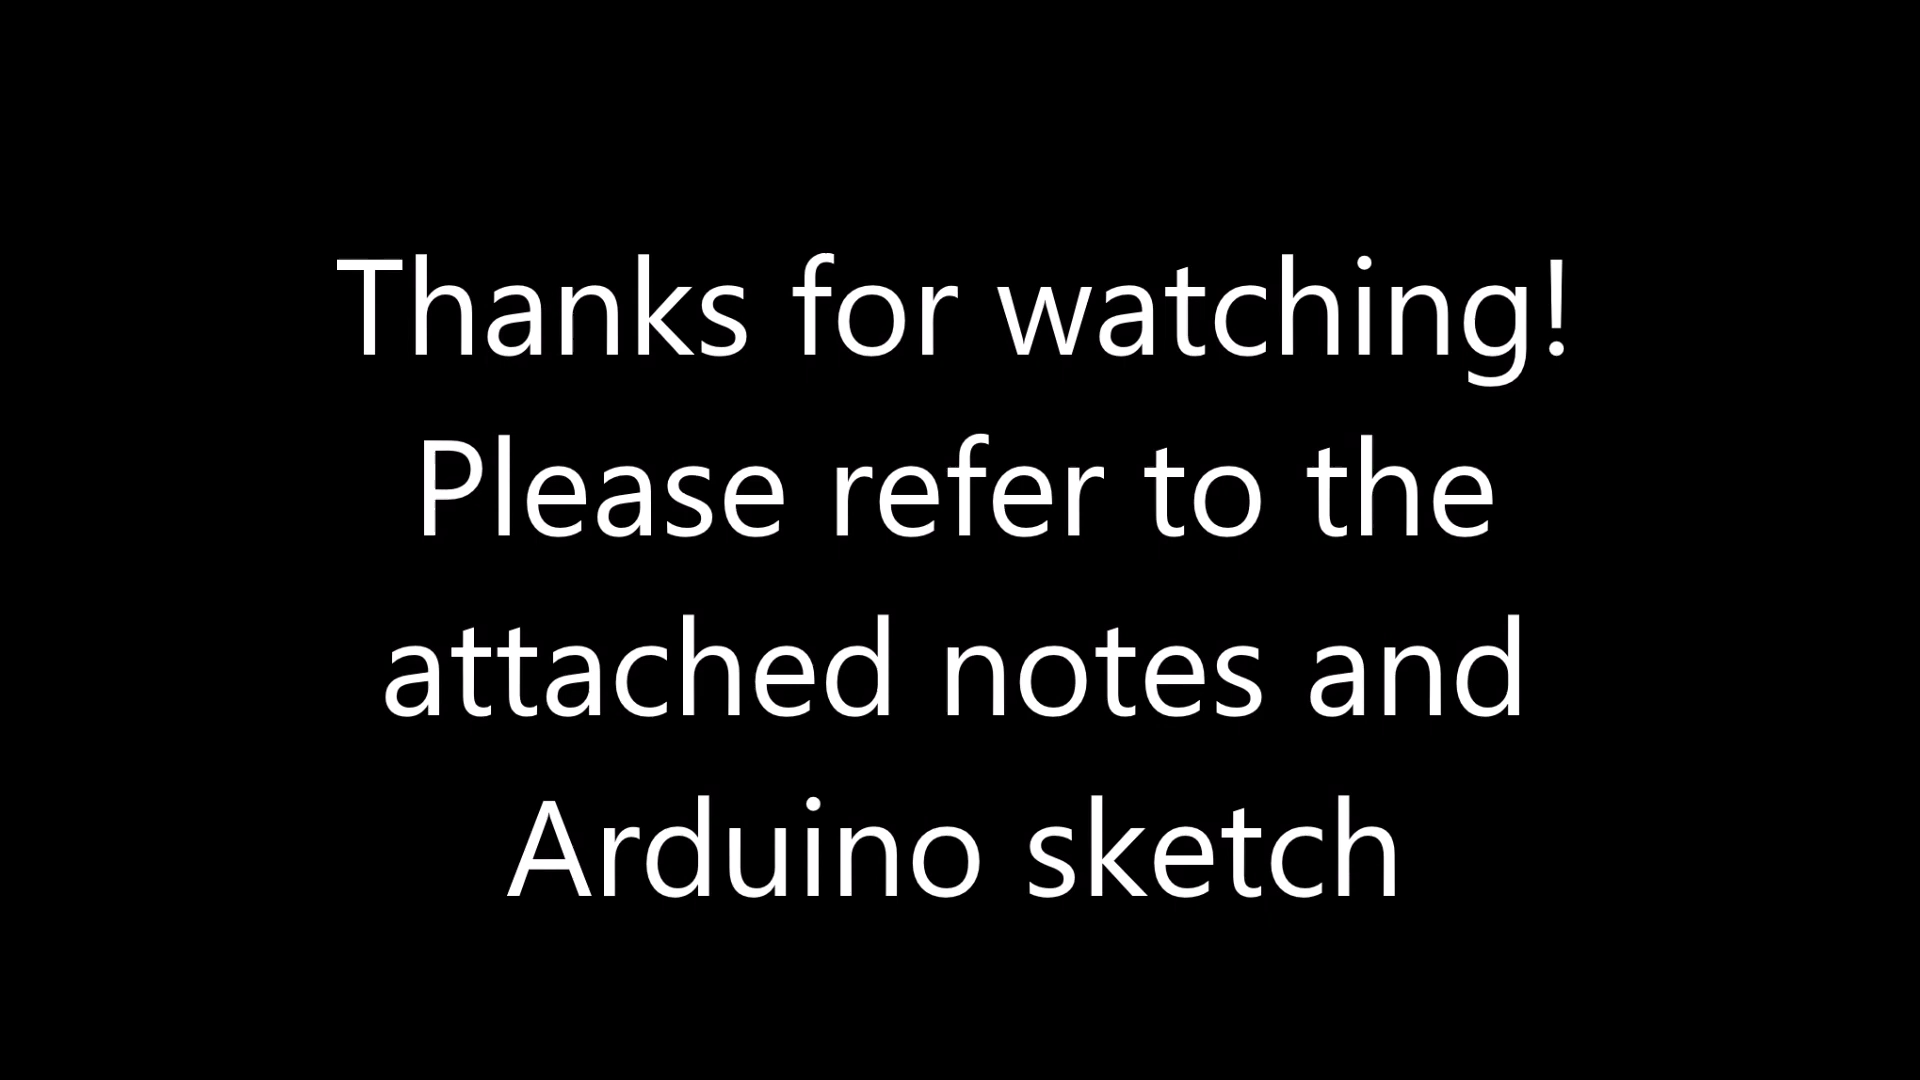 Thanks for watching!
Please refer to the
attached notes and
Arduino sketch